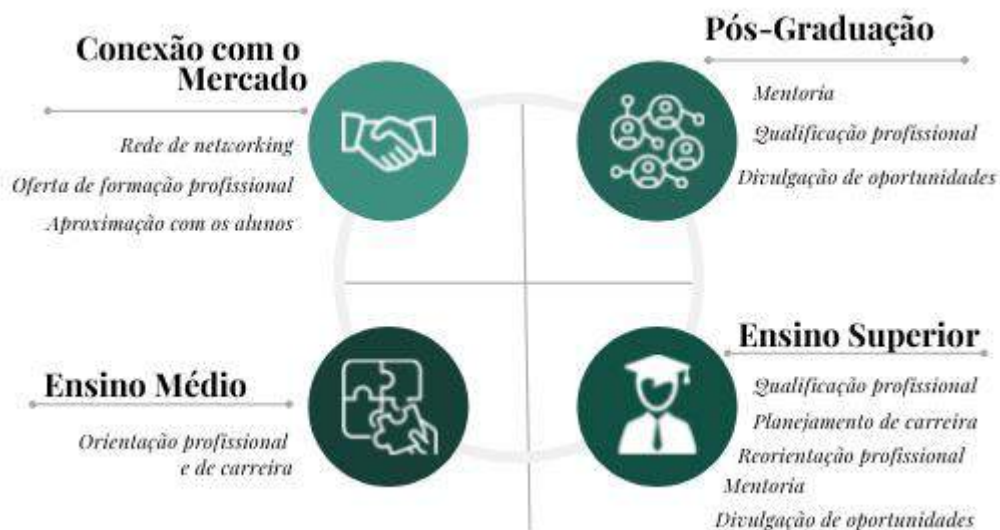 Conexão com o
Mercado
Rede de networking
Oferta de formação profissional
Aproximação com os alunos
Pós-Graduação
Mentoria
Qualificação profissional
Divulgação de oportunidades
Ensino Médio
Orientação profissional
e de carreira
Ensino Superior
Qualificação profissional
Planejamento de carreira
Reorientação profissional
Mentoria
Divulgação de oportunidades